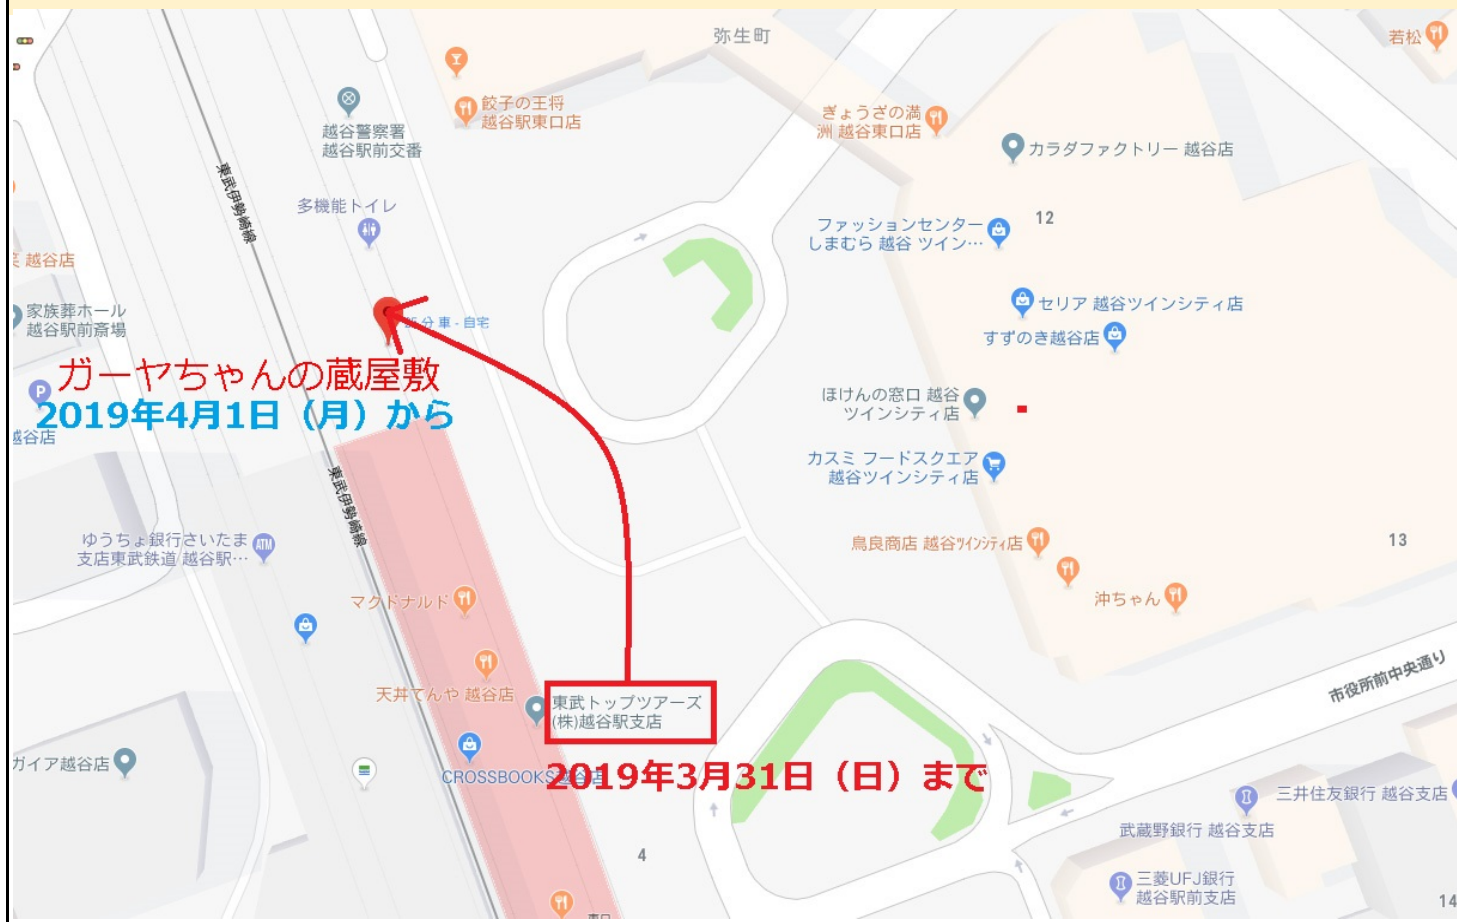 弥生町
若松
餃子の王将
越谷駅東口店
ぎょうざの満
洲 越谷東口店
越谷警察署
越谷駅前交番
カラダファクトリー 越谷店
東武伊勢崎線
多機能トイレ
12
ファッションセンター
しまむら 越谷 ツイン…
越谷店
家族葬ホール
越谷駅前斎場
車 - 自宅
セリア 越谷ツインシティ店
すずのき越谷店
ガーヤちゃんの蔵屋敷
2019年4月1日（月）から
P
越谷店
ほけんの窓口 越谷
ツインシティ店
カスミ フードスクエア
越谷ツインシティ店
東武伊勢崎線
ゆうちょ銀行さいたま
支店東武鉄道 越谷駅…
ATM
鳥良商店 越谷ツインシティ店
13
マクドナルド
沖ちゃん
市役所前中央通り
天丼てんや 越谷店
東武トップツアーズ
(株)越谷駅支店
ガイア越谷店
CROSSBOOKS
2019年3月31日（日）まで
三井住友銀行 越谷支店
武蔵野銀行 越谷支店
4
三菱UFJ銀行
越谷駅前支店
14